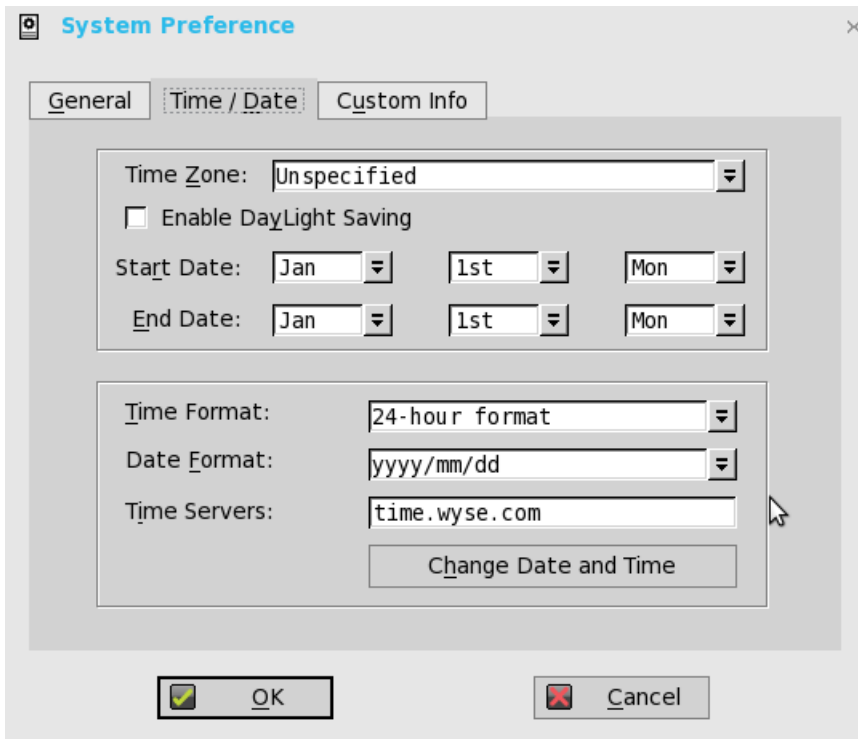 System Preference
General Time / Date Custom Info
Time Zone: Unspecified
Enable DayLight Saving
Start Date: Jan 1st Mon
End Date: Jan 1st Mon
Time Format: 24-hour format
Date Format: yyyy/mm/dd
Time Servers: time.wyse.com
Change Date and Time
OK Cancel